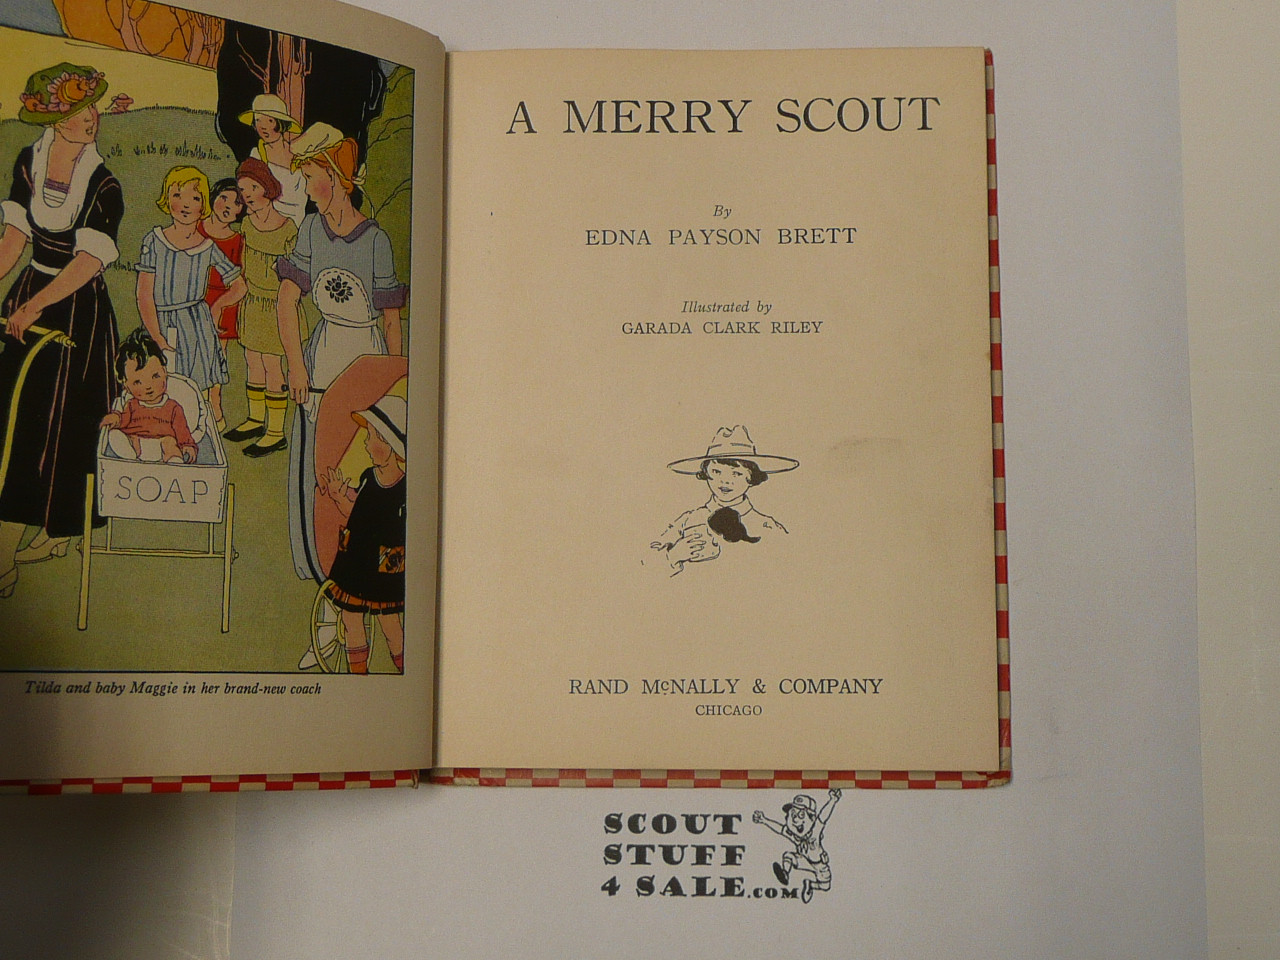 SOAP
Tilda and baby Maggie in her brand-new coach
A MERRY SCOUT
By
EDNA PAYSON BRETT
Illustrated by
GARADA CLARK RILEY
RAND McNALLY & COMPANY
CHICAGO
SCOUT
STUFF
4 SALE.COM